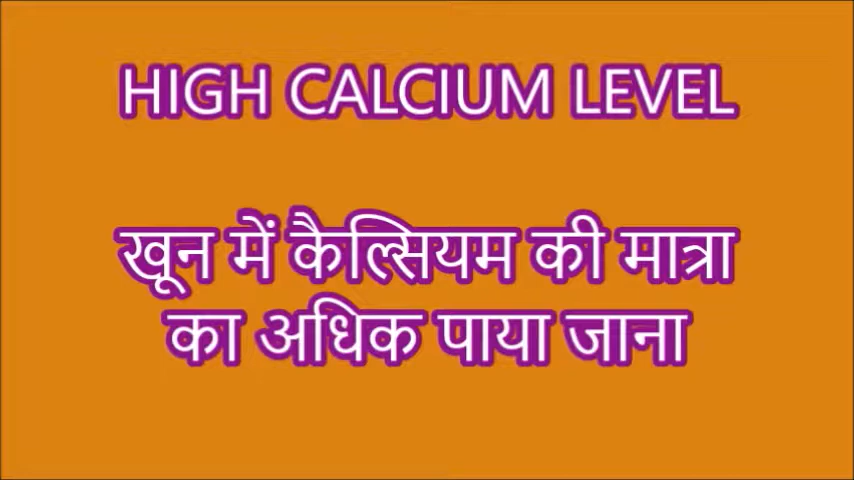 HIGH CALCIUM LEVEL
खून में कैल्सियम की मात्रा
का अधिक पाया जाना